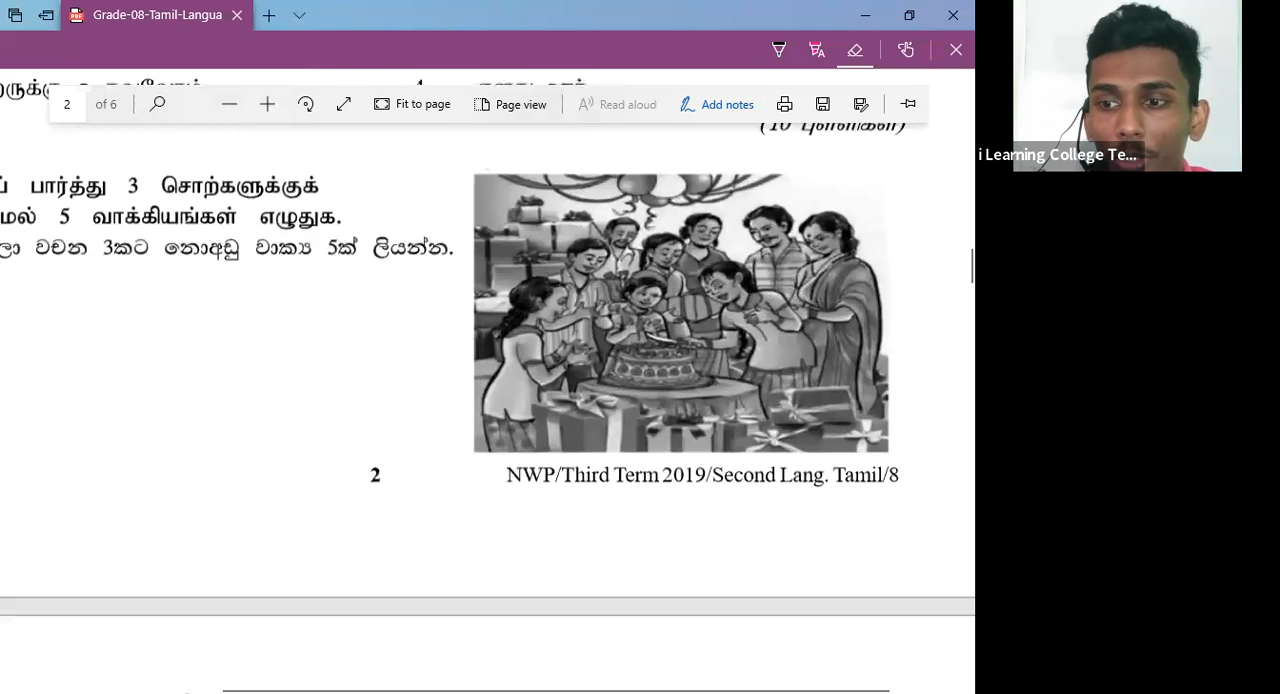 Grade-08-Tamil-Langua
2 of 6
Fit to page
Page view
Read aloud
Add notes
(10 புள்ளிகள்)
பார்த்து 3 சொற்களுக்குக்
5 வாக்கியங்கள் எழுதுக.
වචන 3කට නොඅඩු වාක්‍ය 5ක් ලියන්න.
2
NWP/Third Term 2019/Second Lang. Tamil/8
i Learning College Te...